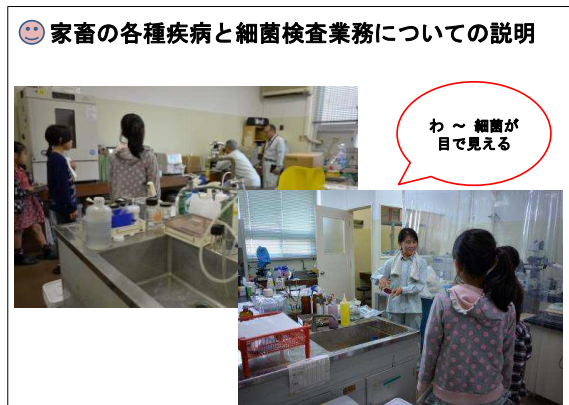 家畜の各種疾病と細菌検査業務についての説明
わ ～ 細菌が
目で見える